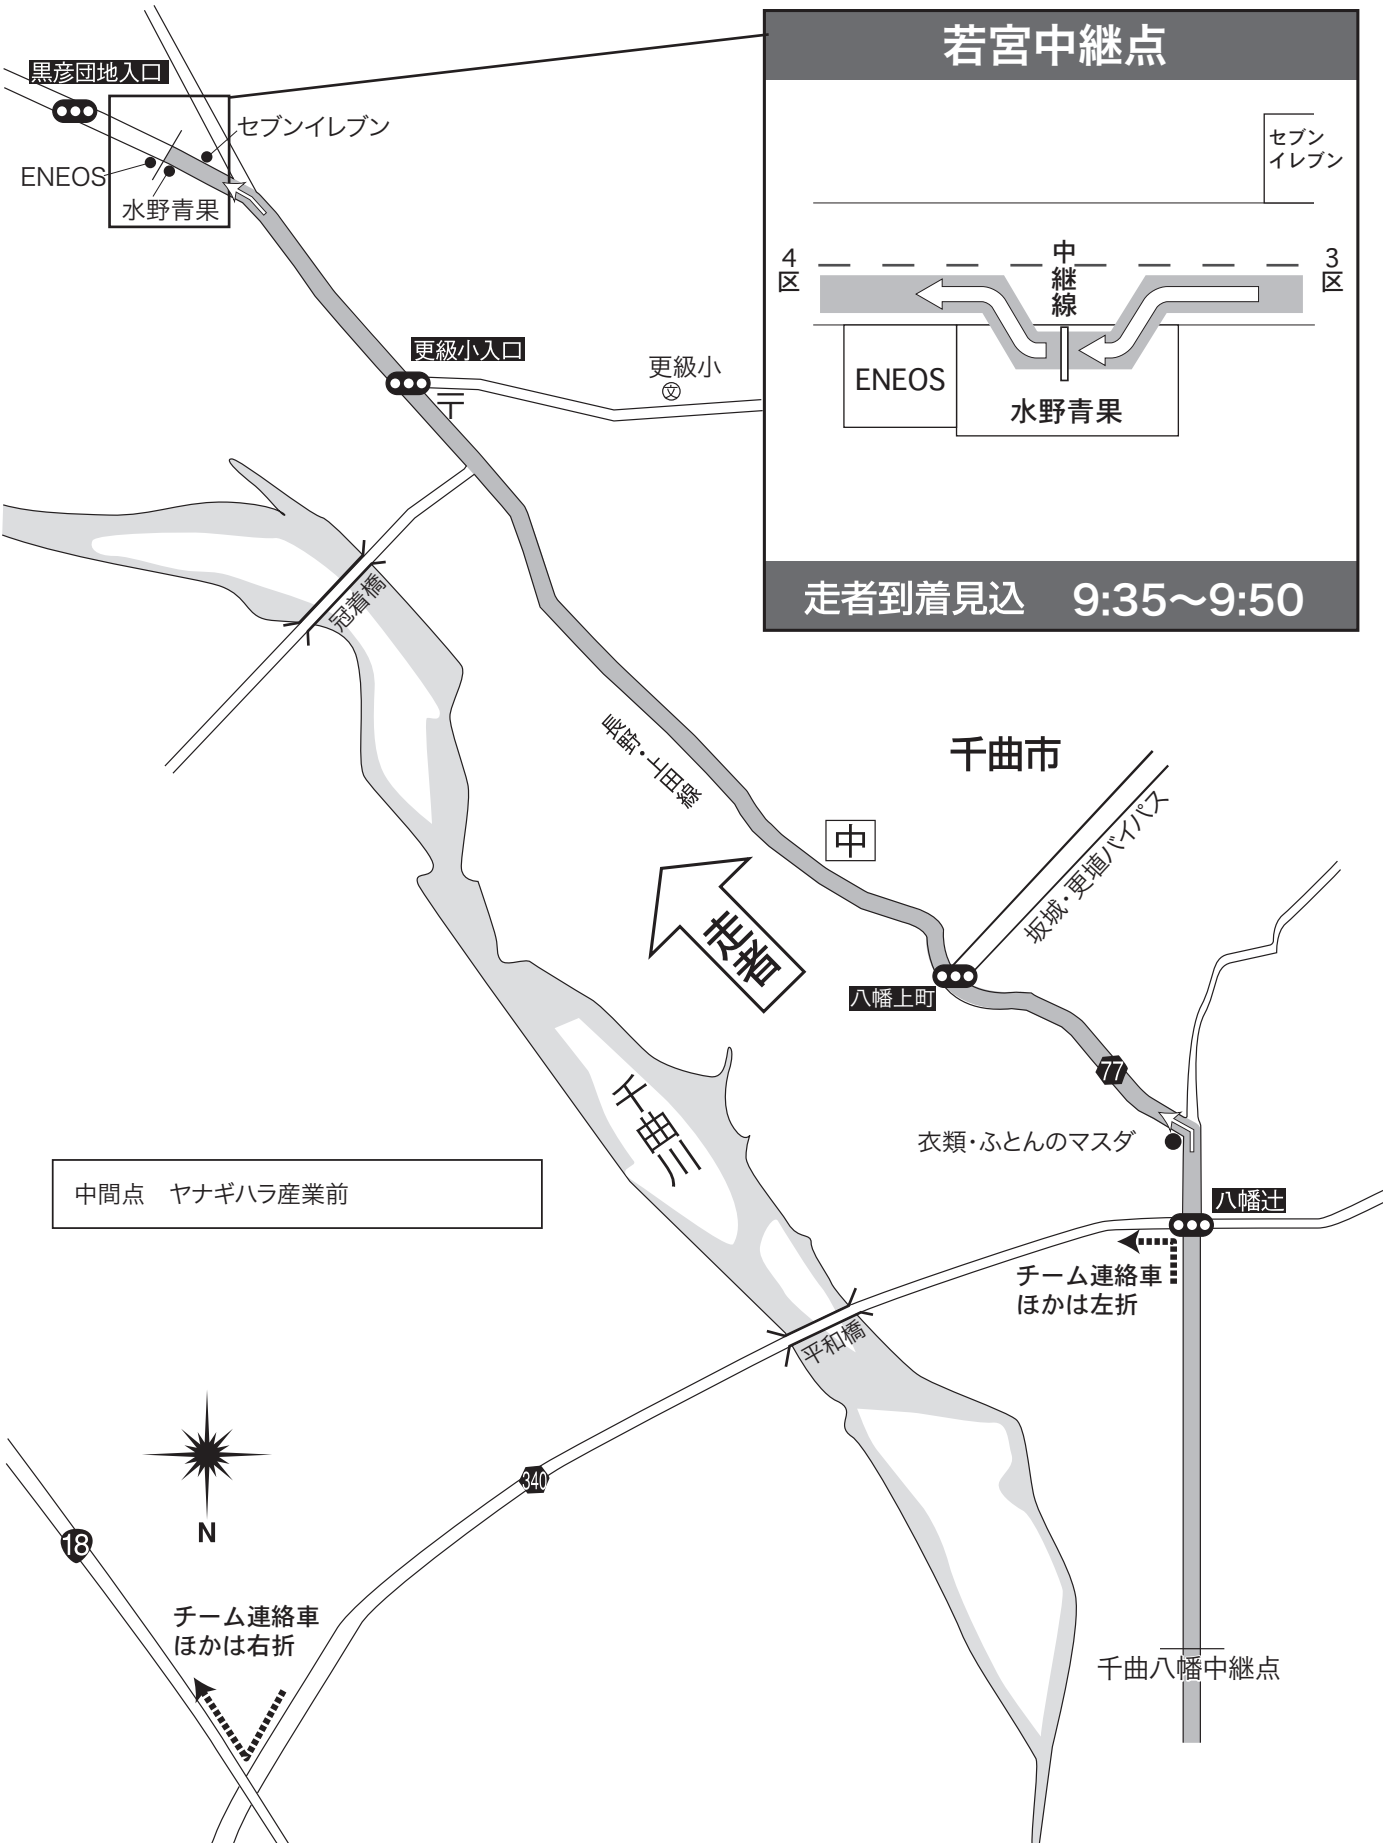 若宮中継点
セブン
イレブン
4区
中継線
3区
ENEOS
水野青果
走者到着見込 9:35〜9:50
黒彦団地入口
セブンイレブン
ENEOS
水野青果
更級小入口
更級小
文
〒
冠着橋
長野・上田線
千曲市
中
坂城・更埴バイパス
走者
八幡上町
77
千曲川
衣類・ふとんのマスダ
中間点 ヤナギハラ産業前
八幡辻
チーム連絡車
ほかは左折
平和橋
340
N
18
チーム連絡車
ほかは右折
千曲八幡中継点